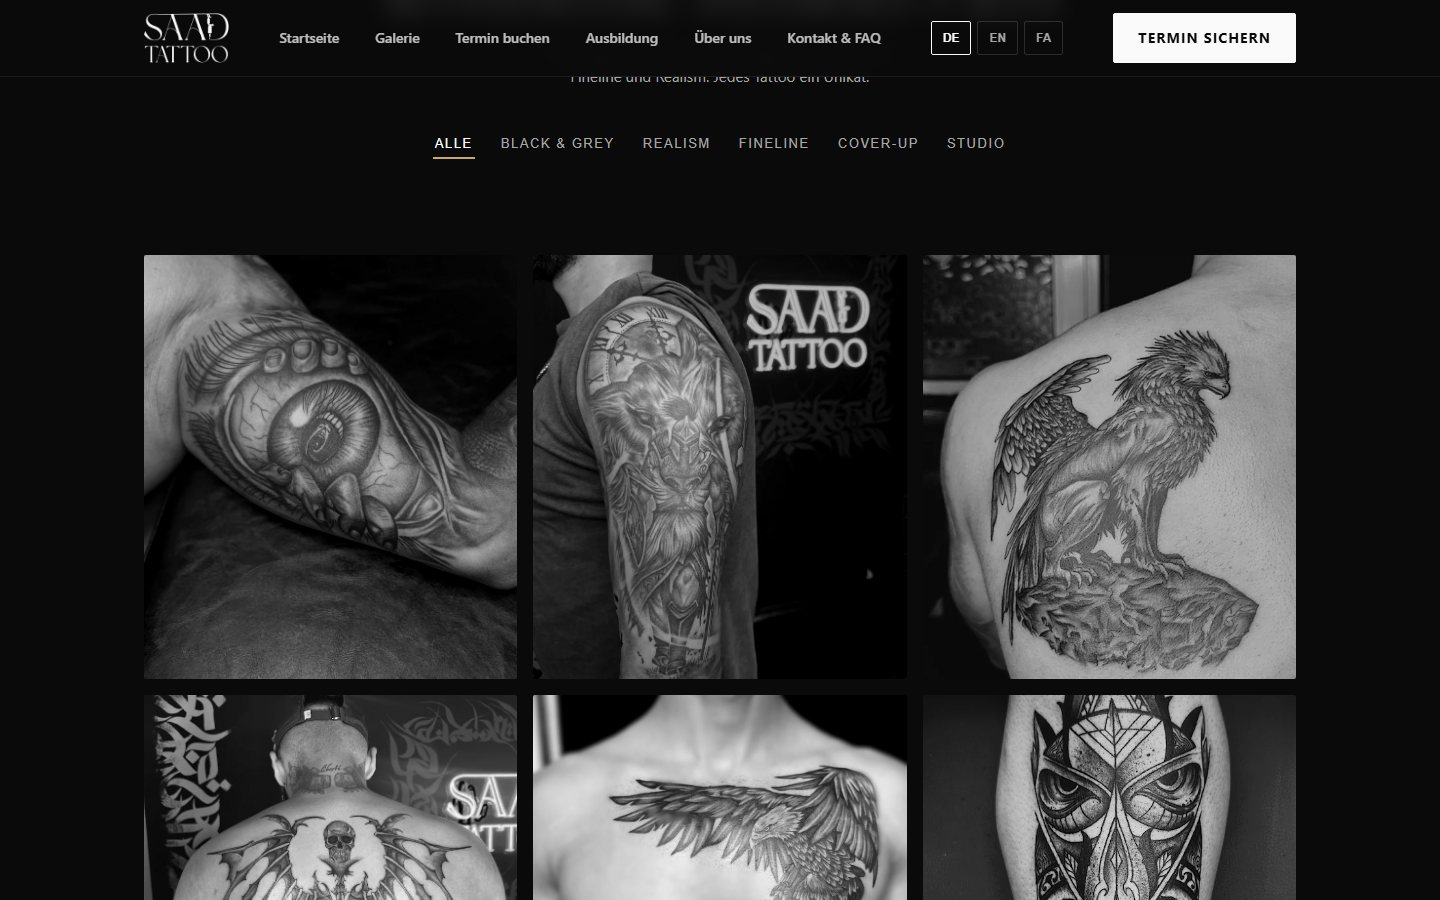 SAAD
TATTOO
Startseite
Galerie
Termin buchen
Ausbildung
Über uns
Kontakt & FAQ
DE
EN
FA
TERMIN SICHERN
Fineline und Realism. Jedes Tattoo ein Unikat.
ALLE
BLACK & GREY
REALISM
FINELINE
COVER-UP
STUDIO
SAAD
TATTOO
SAA
TATT